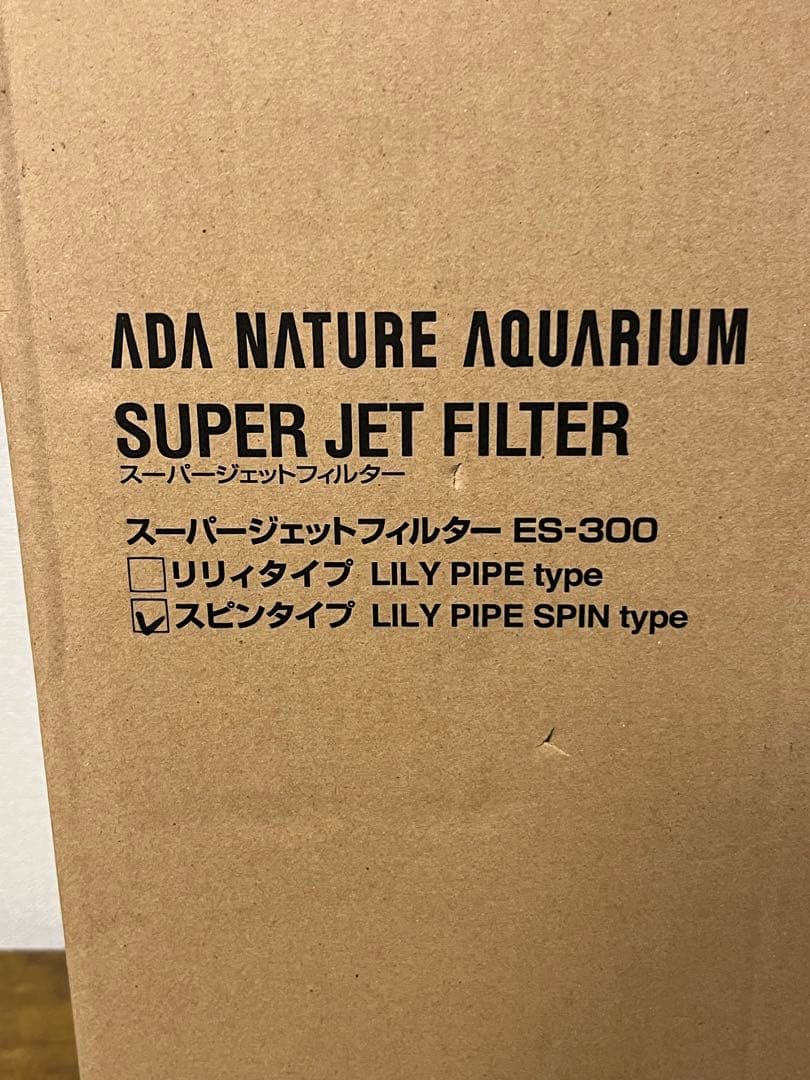 ADA NATURE AQUARIUM
SUPER JET FILTER
スーパージェットフィルター
スーパージェットフィルター ES-300
リリィタイプ LILY PIPE type
スピンタイプ LILY PIPE SPIN type